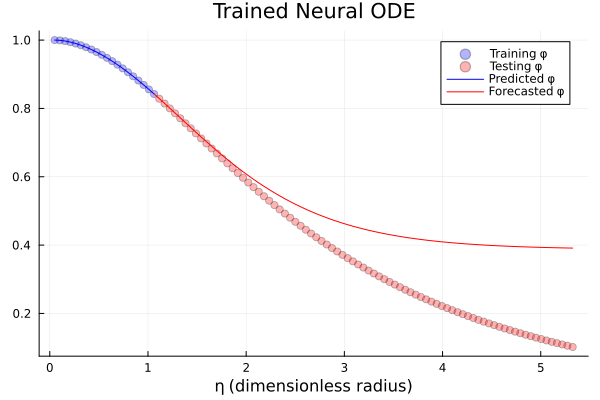 Trained Neural ODE
1.0
0.8
0.6
0.4
0.2
Training φ
Testing φ
Predicted φ
Forecasted φ
0
1
2
3
4
5
η (dimensionless radius)